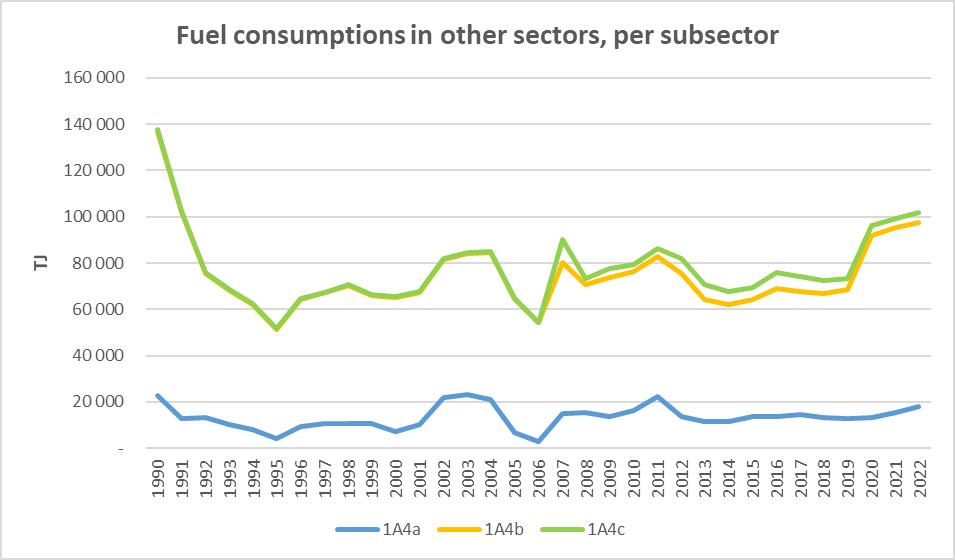 Fuel consumptions in other sectors, per subsector
160 000
140 000
120 000
100 000
80 000
60 000
40 000
20 000
-
TJ
1990 1991 1992 1993 1994 1995 1996 1997 1998 1999 2000 2001 2002 2003 2004 2005 2006 2007 2008 2009 2010 2011 2012 2013 2014 2015 2016 2017 2018 2019 2020 2021 2022
1A4a 1A4b 1A4c